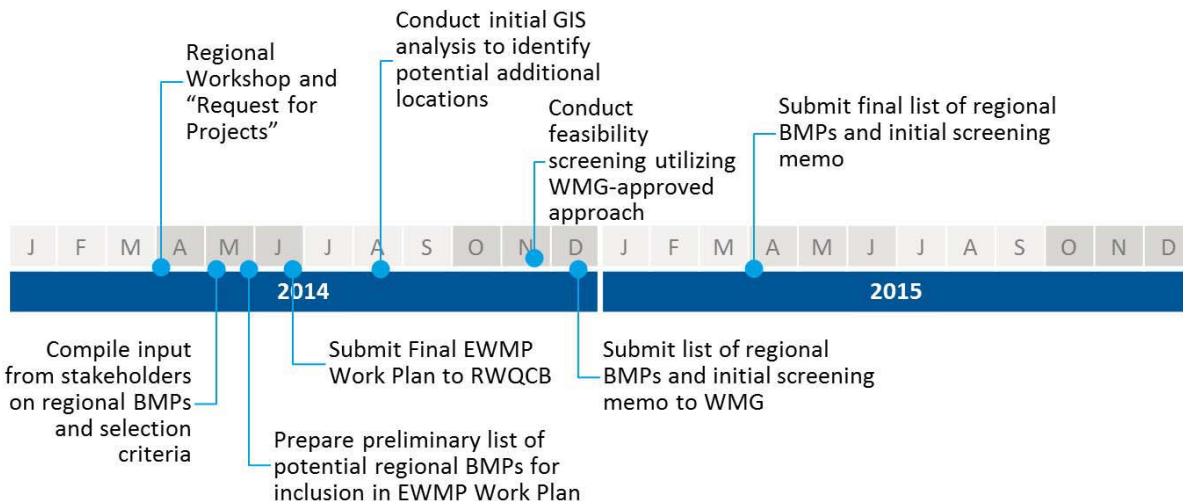 Regional
Workshop and
“Request for
Projects”
Conduct initial GIS
analysis to identify
potential additional
locations
Conduct
feasibility
screening utilizing
WMG-approved
approach
Submit final list of regional
BMPs and initial screening
memo
J F M A M J J A S O N D J F M A M J J A S O N D
2014 2015
Compile input
from stakeholders
on regional BMPs
and selection
criteria
Prepare preliminary list of
potential regional BMPs for
inclusion in EWMP Work Plan
Submit Final EWMP
Work Plan to RWQCB
Submit list of regional
BMPs and initial screening
memo to WMG